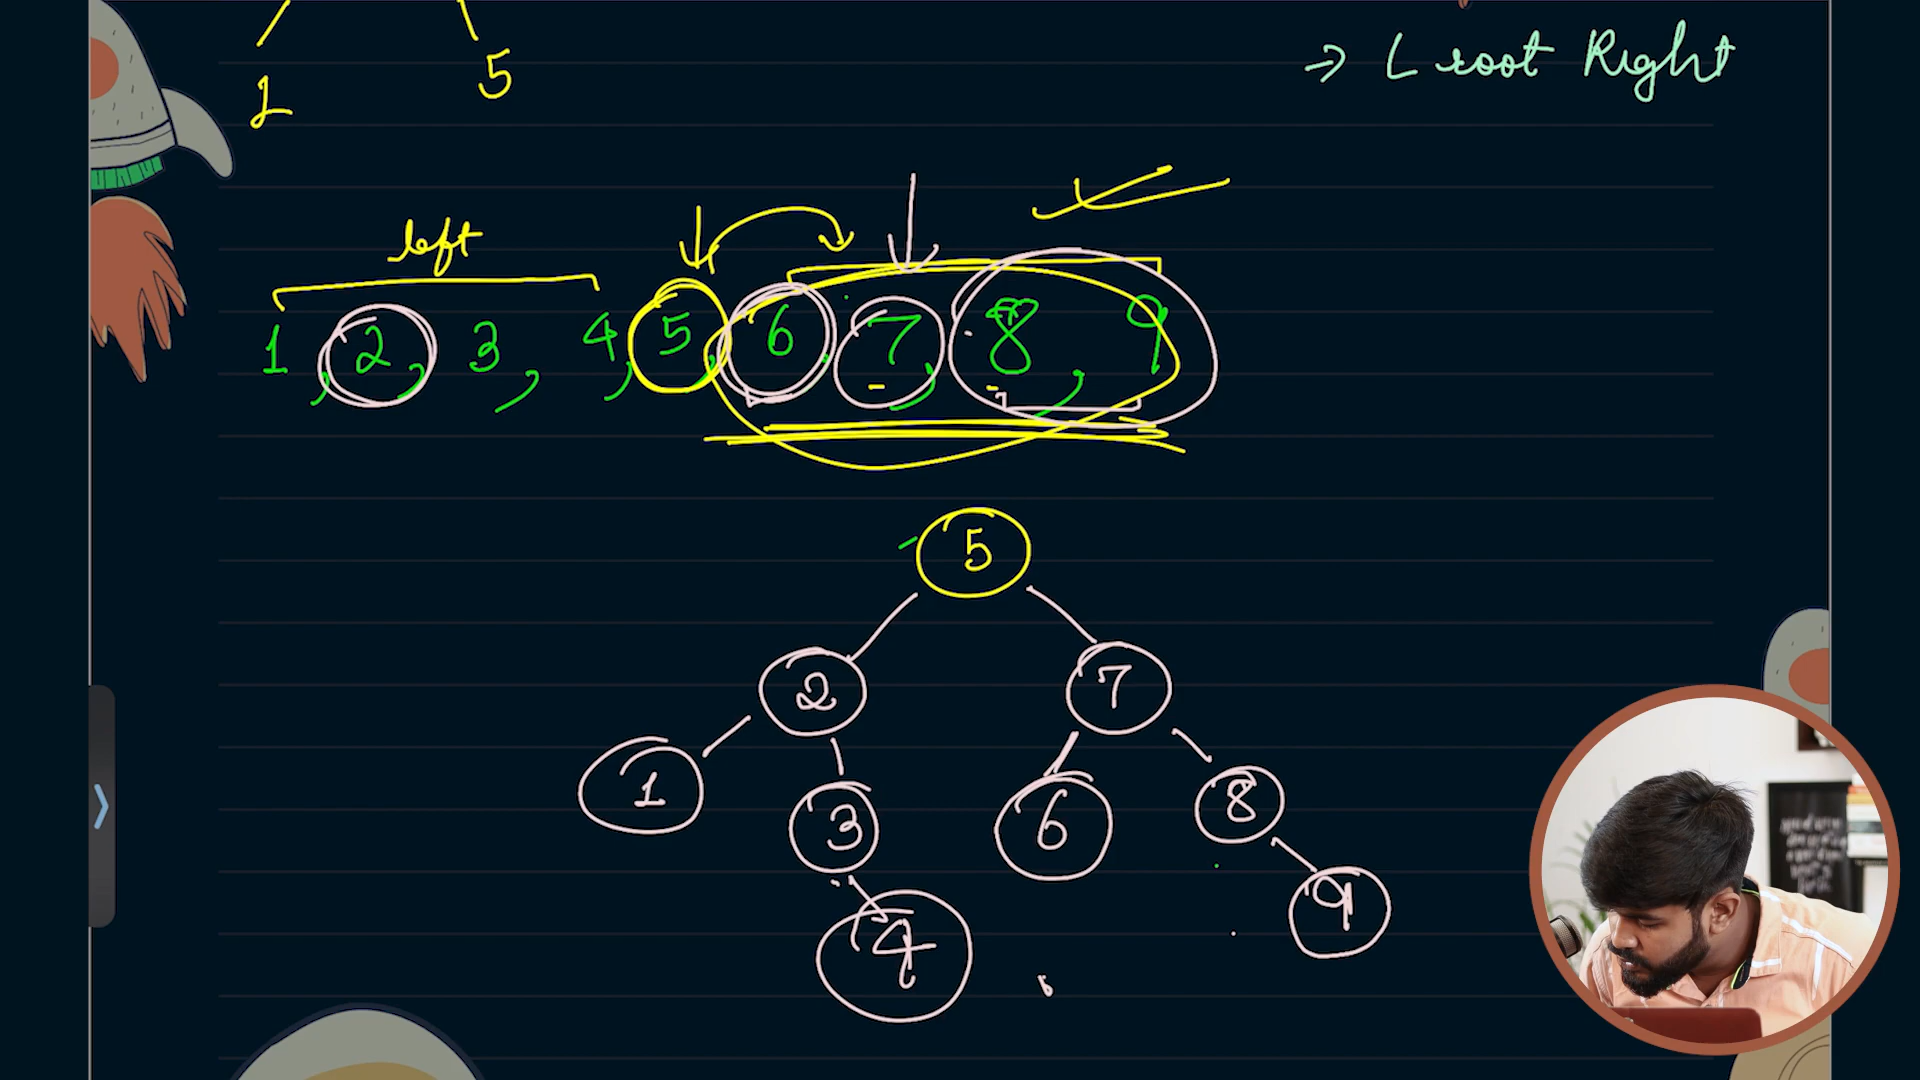 1 5
→ L root Right
left
1, 2, 3, 4, 5, 6, 7, 8, 9
5
2 7
1 3 6 8
4 9